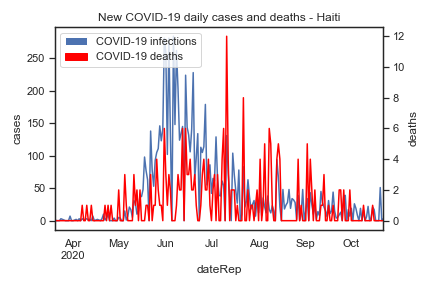 New COVID-19 daily cases and deaths - Haiti
COVID-19 infections
COVID-19 deaths
cases
250
200
150
100
50
0
12
10
8
6
4
2
0
deaths
Apr May Jun Jul Aug Sep Oct
2020
dateRep